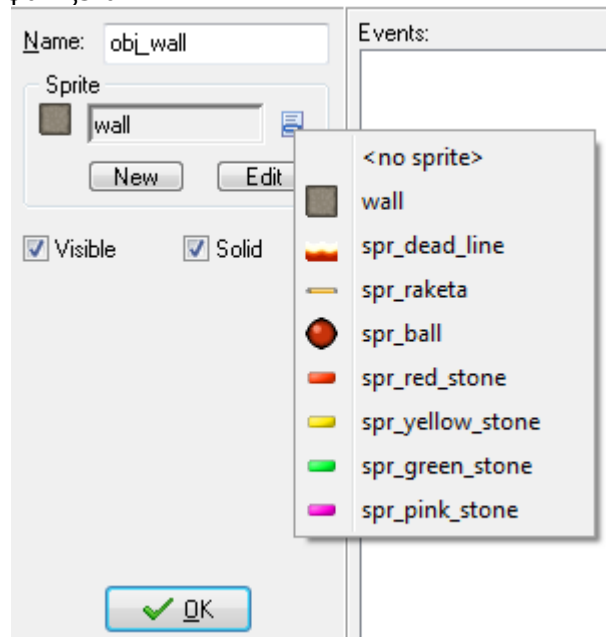 Name: obj_wall
Events:
Sprite
wall
New Edit
<no sprite>
wall
spr_dead_line
spr_raketa
spr_ball
spr_red_stone
spr_yellow_stone
spr_green_stone
spr_pink_stone
Visible Solid
OK